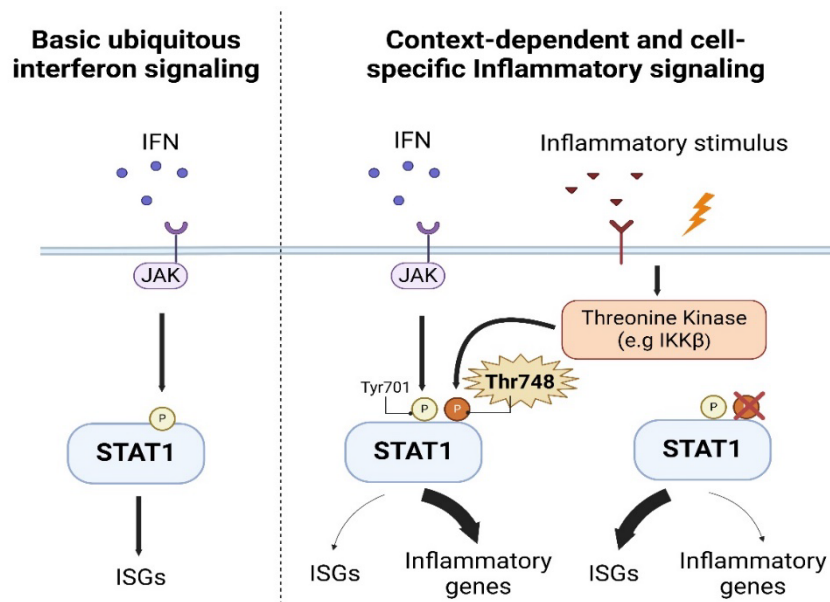 Basic ubiquitous
interferon signaling
Context-dependent and cell-
specific Inflammatory signaling
IFN
IFN
Inflammatory stimulus
JAK
JAK
Threonine Kinase
(e.g IKKβ)
Tyr701
Thr748
P
P
P
P
P
STAT1
STAT1
STAT1
ISGs
ISGs
Inflammatory
genes
ISGs
Inflammatory
genes